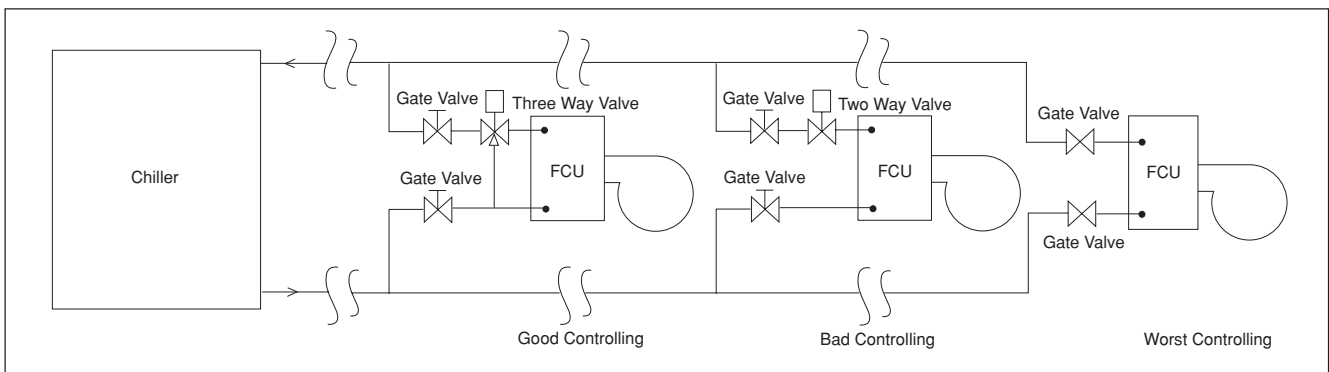 Gate Valve
Three Way Valve
Gate Valve
Two Way Valve
Gate Valve
Chiller
FCU
FCU
FCU
Gate Valve
Gate Valve
Gate Valve
Good Controlling
Bad Controlling
Worst Controlling